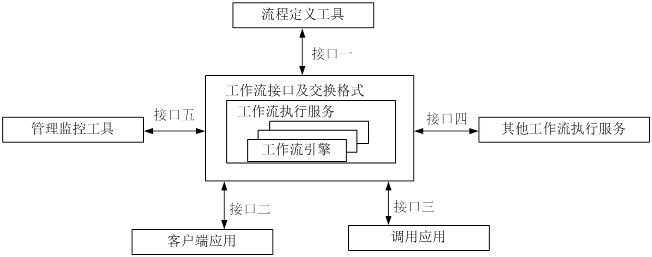 流程定义工具
接口一
工作流接口及交换格式
工作流执行服务
工作流引擎
接口五
管理监控工具
接口四
其他工作流执行服务
接口二
接口三
客户端应用
调用应用